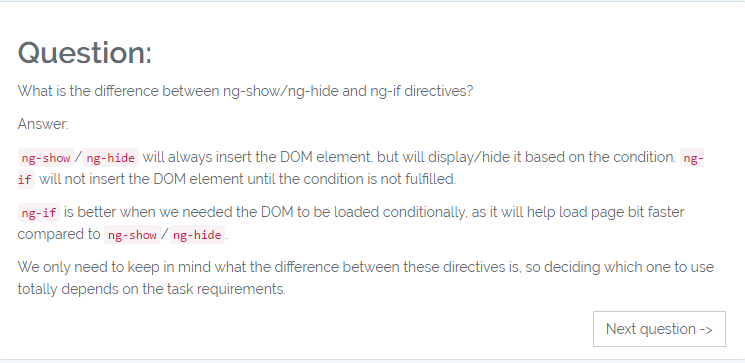 Question:
What is the difference between ng-show/ng-hide and ng-if directives?
Answer:
ng-show / ng-hide will always insert the DOM element, but will display/hide it based on the condition. ng-
if will not insert the DOM element until the condition is not fulfilled.
ng-if is better when we needed the DOM to be loaded conditionally, as it will help load page bit faster
compared to ng-show / ng-hide .
We only need to keep in mind what the difference between these directives is, so deciding which one to use
totally depends on the task requirements.
Next question ->